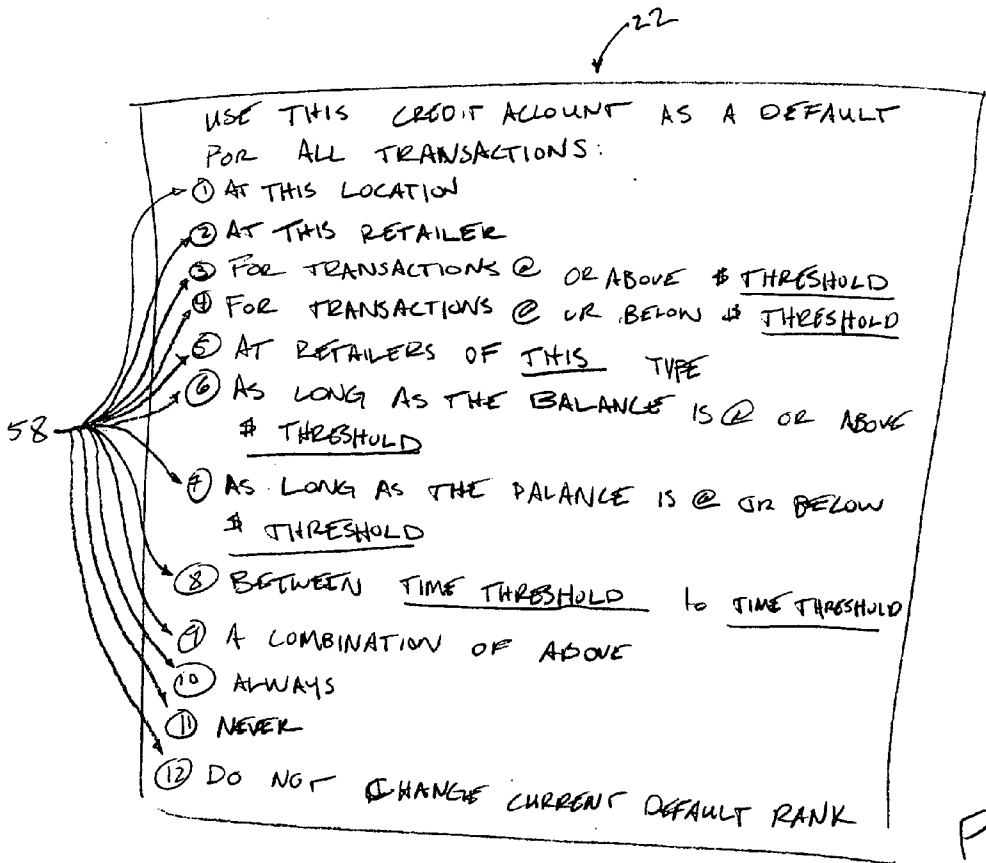 22
USE THIS CREDIT ACCOUNT AS A DEFAULT
FOR ALL TRANSACTIONS:
① AT THIS LOCATION
② AT THIS RETAILER
③ FOR TRANSACTIONS @ OR ABOVE $ THRESHOLD
④ FOR TRANSACTIONS @ OR BELOW $ THRESHOLD
⑤ AT RETAILERS OF THIS TYPE
⑥ AS LONG AS THE BALANCE IS @ OR ABOVE
$ THRESHOLD
58
⑦ AS LONG AS THE BALANCE IS @ OR BELOW
$ THRESHOLD
⑧ BETWEEN TIME THRESHOLD to TIME THRESHOLD
⑨ A COMBINATION OF ABOVE
⑩ ALWAYS
⑪ NEVER
⑫ DO NOT CHANGE CURRENT DEFAULT RANK